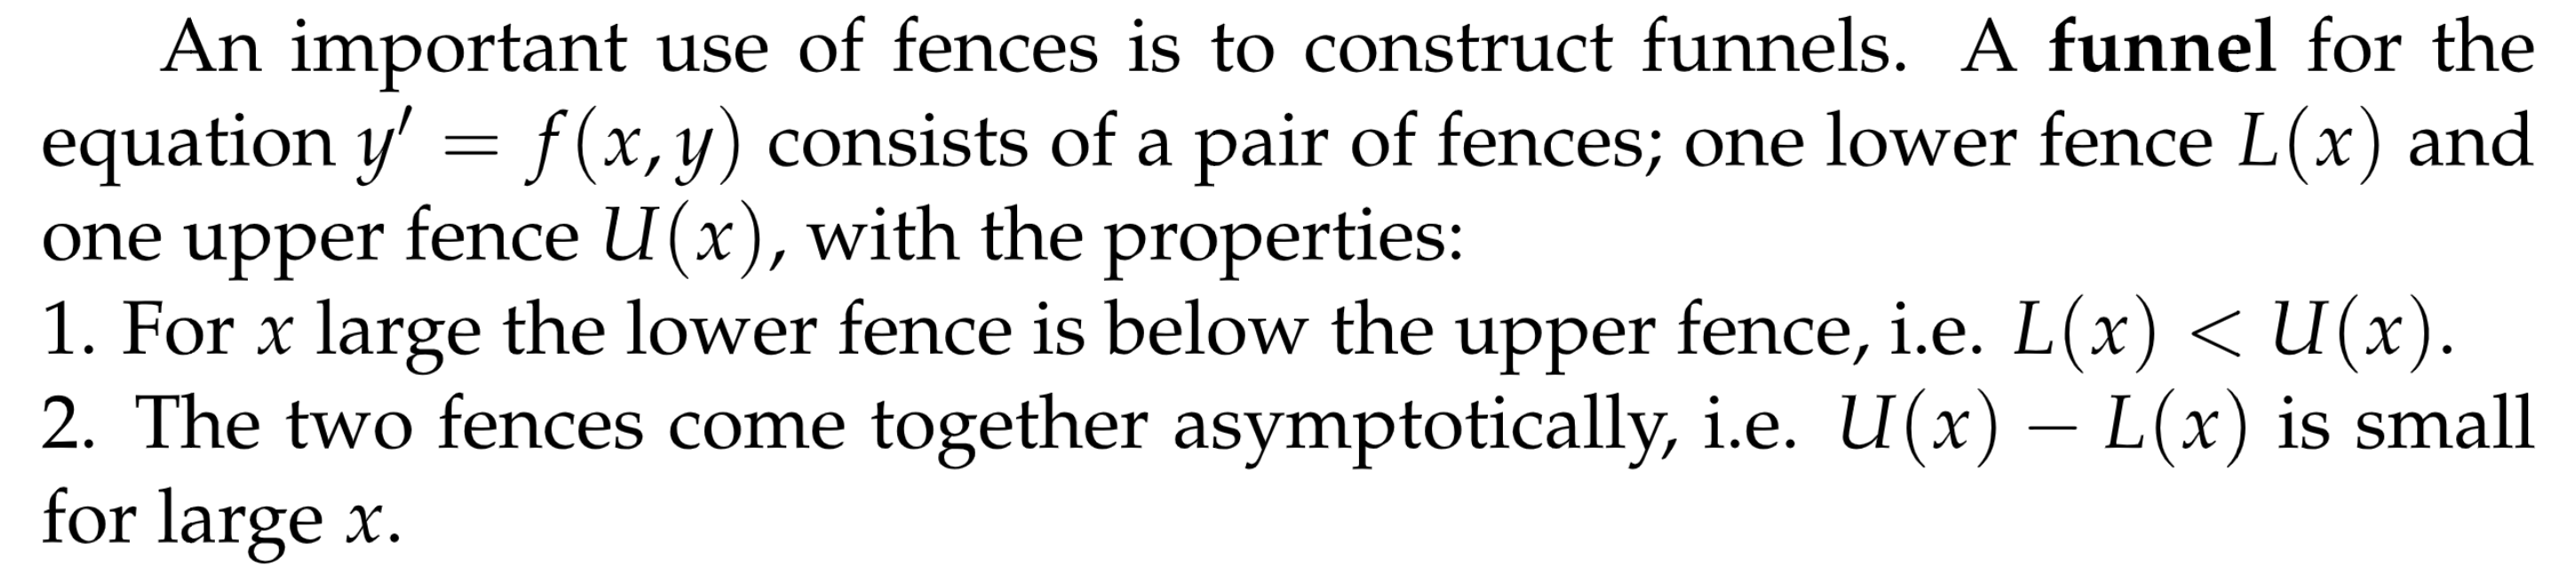 An important use of fences is to construct funnels. A funnel for the
equation y′ = f(x, y) consists of a pair of fences; one lower fence L(x) and
one upper fence U(x), with the properties:
1. For x large the lower fence is below the upper fence, i.e. L(x) < U(x).
2. The two fences come together asymptotically, i.e. U(x) − L(x) is small
for large x.